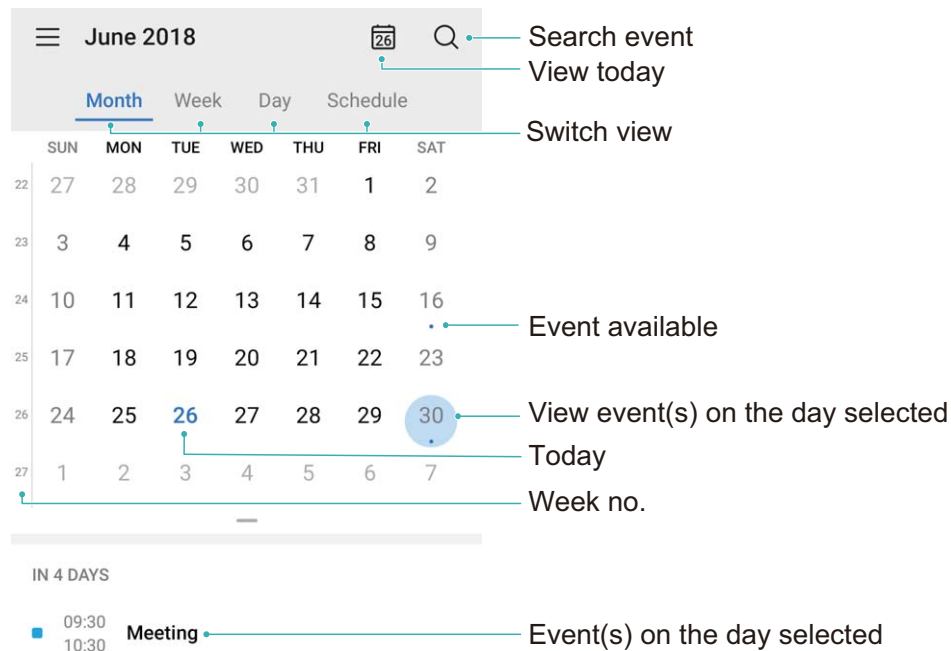 June 2018
26
Search event
View today
Month Week Day Schedule
Switch view
SUN MON TUE WED THU FRI SAT
22 27 28 29 30 31 1 2
23 3 4 5 6 7 8 9
24 10 11 12 13 14 15 16
Event available
25 17 18 19 20 21 22 23
26 24 25 26 27 28 29 30
View event(s) on the day selected
Today
27 1 2 3 4 5 6 7
Week no.
IN 4 DAYS
09:30
Meeting
10:30
Event(s) on the day selected